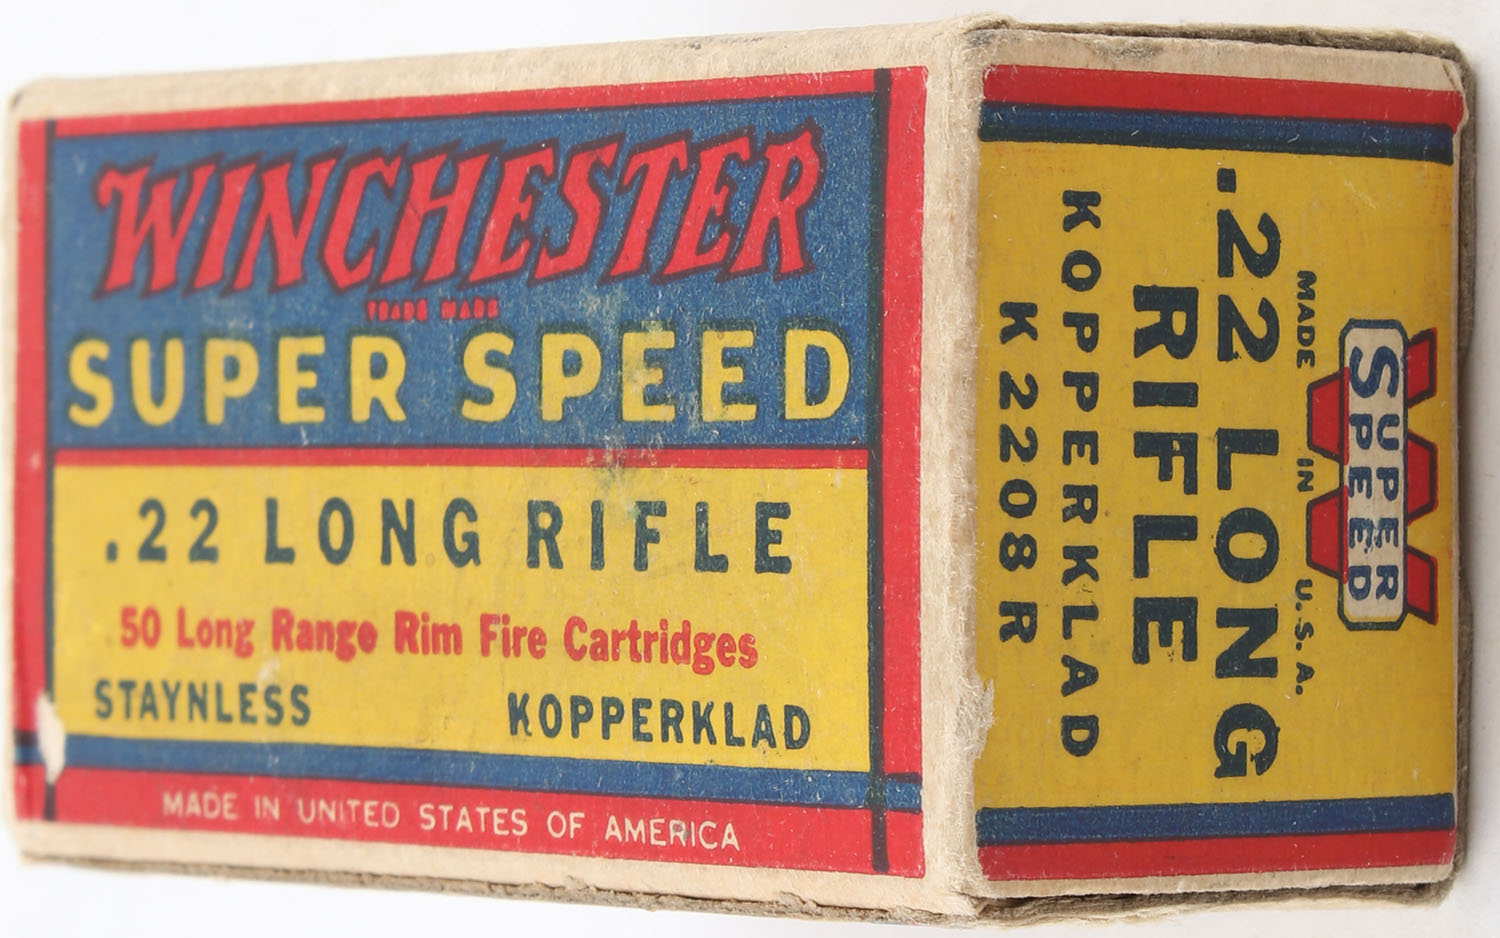 WINCHESTER
TRADE MARK
SUPER SPEED
.22 LONG RIFLE
50 Long Range Rim Fire Cartridges
STAYNLESS KOPPERKLAD
MADE IN UNITED STATES OF AMERICA
W
SUPER
SPEED
MADE IN U.S.A.
.22 LONG
RIFLE
KOPPERKLAD
K2208R